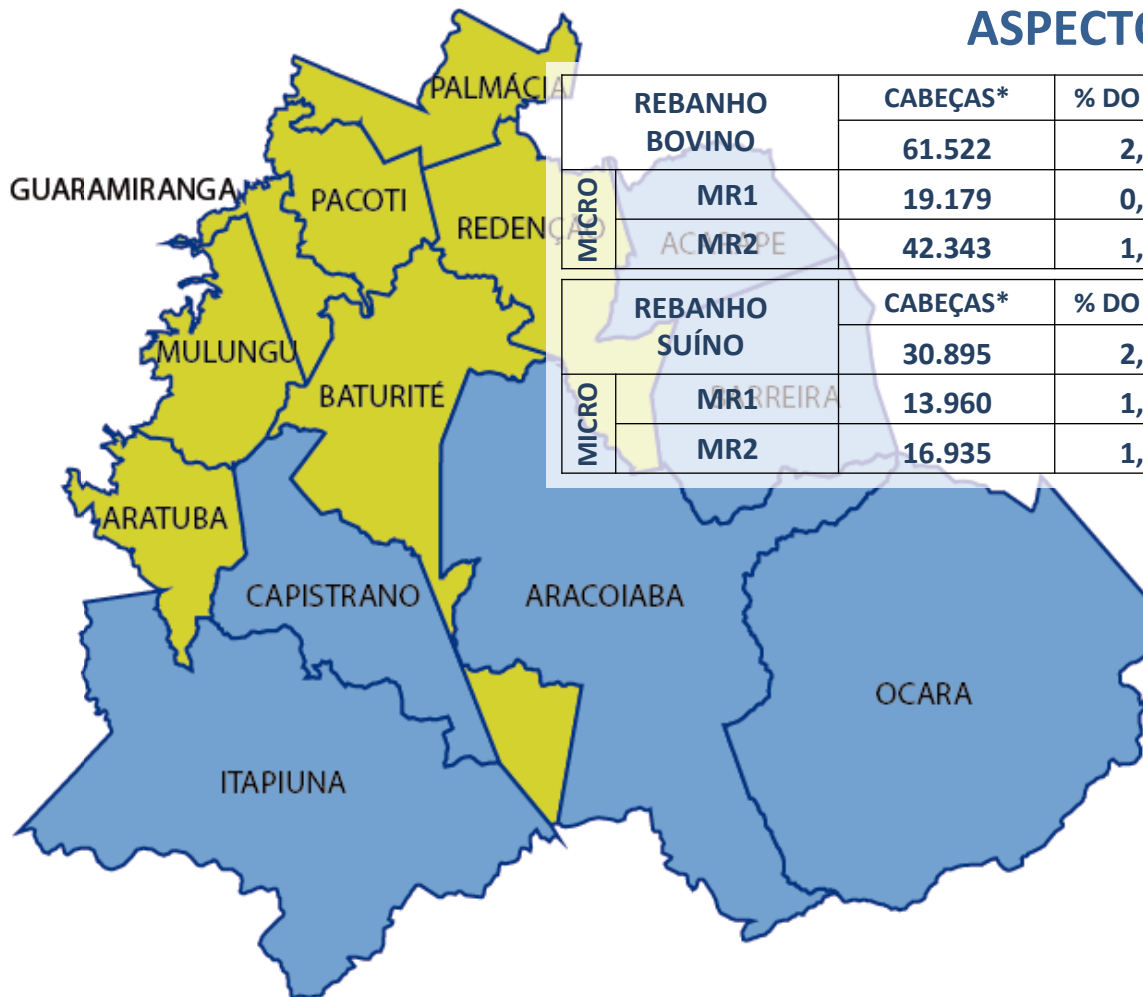 ASPECTO
PALMÁCIA
GUARAMIRANGA
PACOTI
REDENÇÃO
ACARAPE
MULUNGU
BATURITÉ
BARREIRA
ARATUBA
CAPISTRANO
ARACOIABA
OCARA
ITAPIUNA
REBANHO BOVINO
CABEÇAS* % DO
61.522 2,
MICRO
MR1 19.179 0,
MR2 42.343 1,
REBANHO SUÍNO
CABEÇAS* % DO
30.895 2,
MICRO
MR1 13.960 1,
MR2 16.935 1,